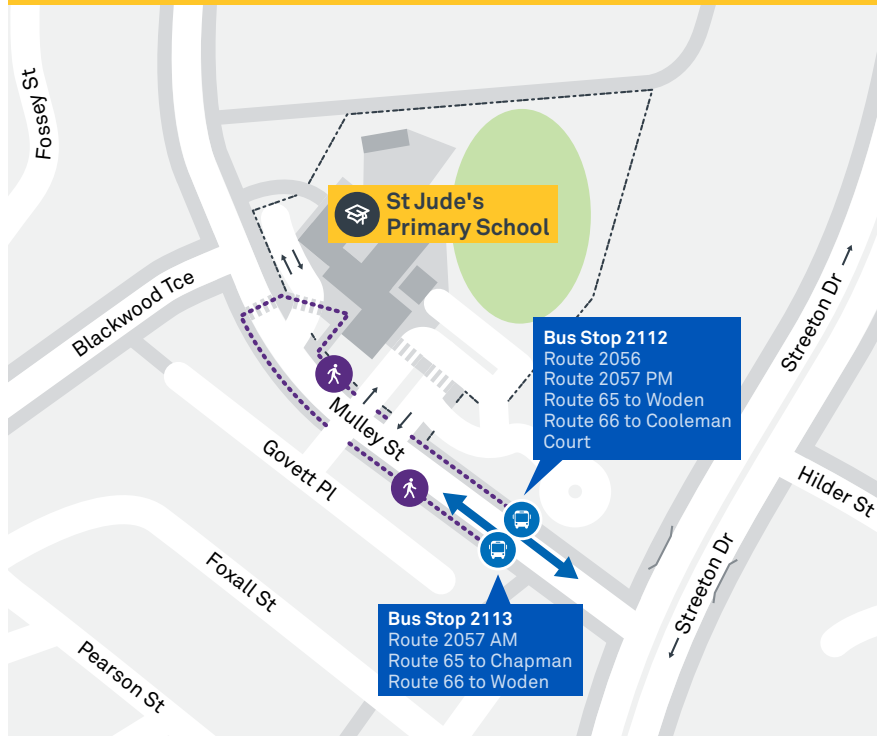 Fossey St
St Jude's
Primary School
Blackwood Tce
Streeton Dr
Bus Stop 2112
Route 2056
Route 2057 PM
Route 65 to Woden
Route 66 to Cooleman
Court
Mulley St
Govett Pl
Hilder St
Foxall St
Streeton Dr
Bus Stop 2113
Route 2057 AM
Route 65 to Chapman
Route 66 to Woden
Pearson St